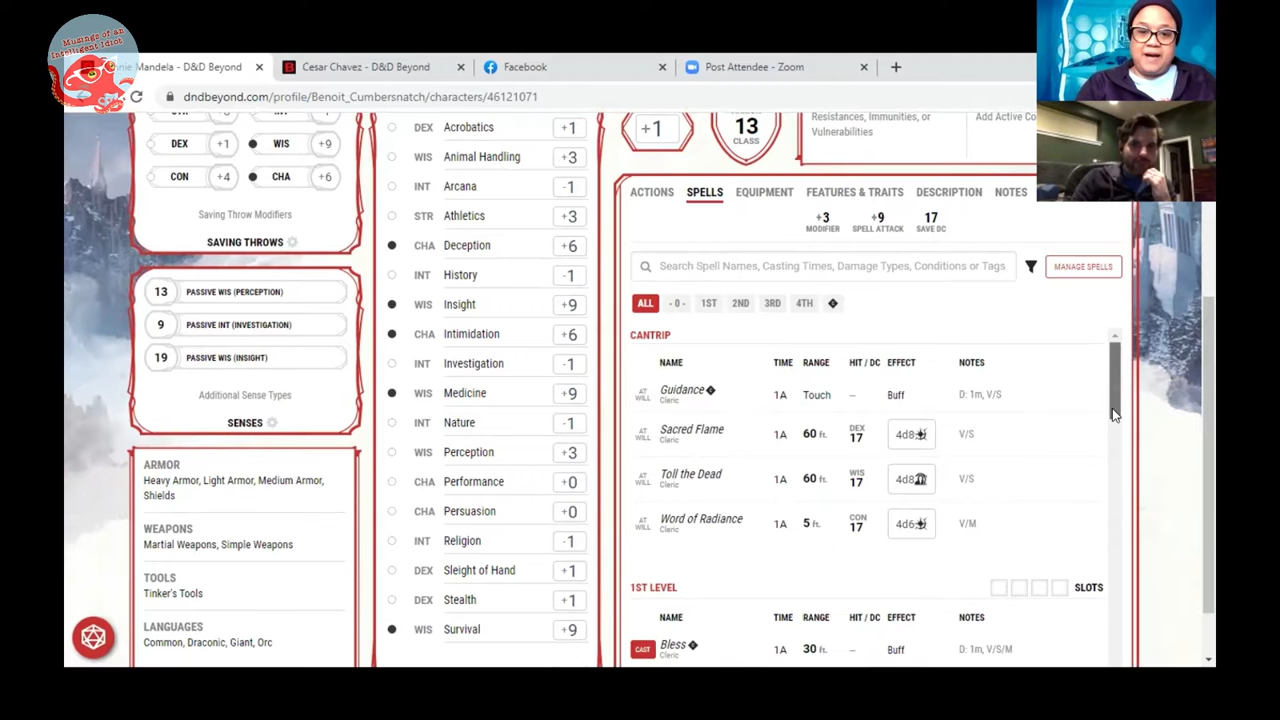 Musings of an
Intelligent Idiot
nnie Mandela - D&D Beyond
Cesar Chavez - D&D Beyond
Facebook
Post Attendee - Zoom
dndbeyond.com/profile/Benoit_Cumbersnatch/characters/46121071
DEX +1 WIS +9
CON +4 CHA +6
Saving Throw Modifiers
SAVING THROWS
13 PASSIVE WIS (PERCEPTION)
9 PASSIVE INT (INVESTIGATION)
19 PASSIVE WIS (INSIGHT)
Additional Sense Types
SENSES
ARMOR
Heavy Armor, Light Armor, Medium Armor,
Shields
WEAPONS
Martial Weapons, Simple Weapons
TOOLS
Tinker's Tools
LANGUAGES
Common, Draconic, Giant, Orc
DEX Acrobatics +1
WIS Animal Handling +3
INT Arcana -1
STR Athletics +3
CHA Deception +6
INT History -1
WIS Insight +9
CHA Intimidation +6
INT Investigation -1
WIS Medicine +9
INT Nature -1
WIS Perception +3
CHA Performance +0
CHA Persuasion +0
INT Religion -1
DEX Sleight of Hand +1
DEX Stealth +1
WIS Survival +9
+1
13
CLASS
Resistances, Immunities, or
Vulnerabilities
Add Active Co
ACTIONS SPELLS EQUIPMENT FEATURES & TRAITS DESCRIPTION NOTES
+3 +9 17
MODIFIER SPELL ATTACK SAVE DC
Search Spell Names, Casting Times, Damage Types, Conditions or Tags
MANAGE SPELLS
ALL - 0 - 1ST 2ND 3RD 4TH
CANTRIP
NAME TIME RANGE HIT / DC EFFECT NOTES
AT WILL Guidance 1A Touch -- Buff D: 1m, V/S
Cleric
AT WILL Sacred Flame 1A 60 ft. DEX 17 4d8 V/S
Cleric
AT WILL Toll the Dead 1A 60 ft. WIS 17 4d8 V/S
Cleric
AT WILL Word of Radiance 1A 5 ft. CON 17 4d6 V/M
Cleric
1ST LEVEL SLOTS
NAME TIME RANGE HIT / DC EFFECT NOTES
CAST Bless 1A 30 ft. -- Buff D: 1m, V/S/M
Cleric